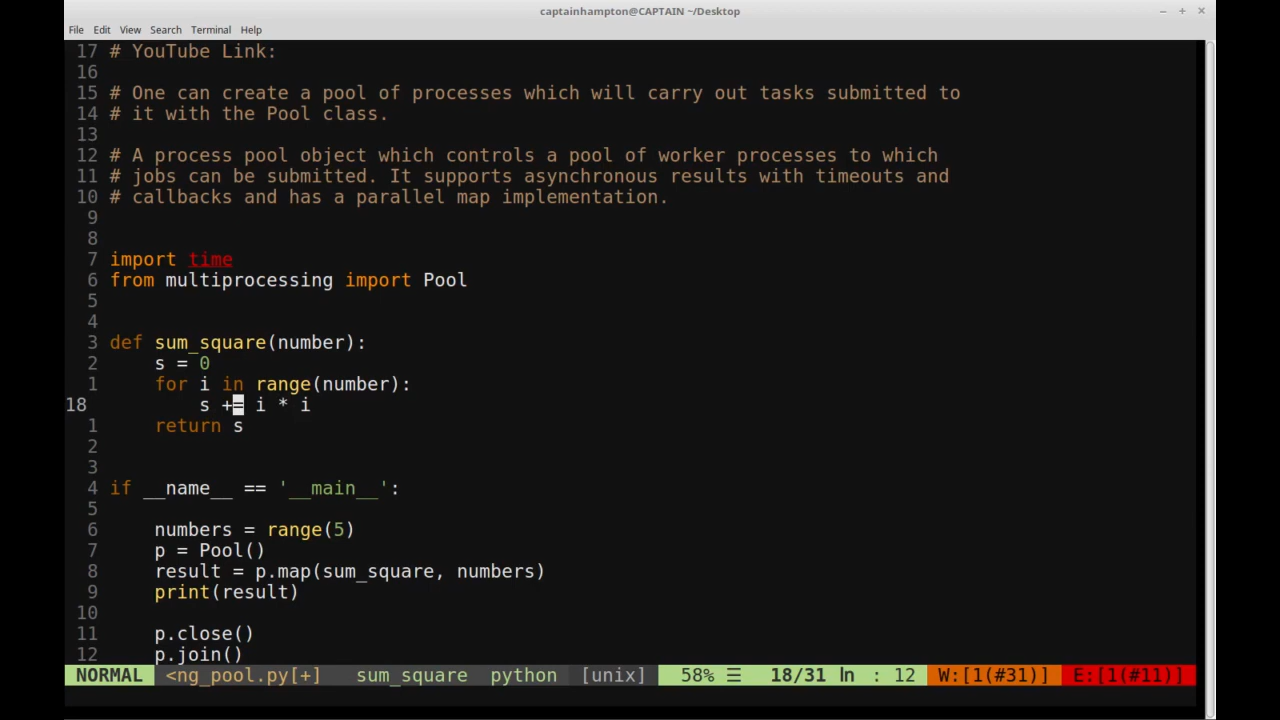 captainhampton@CAPTAIN ~/Desktop
File Edit View Search Terminal Help
17 # YouTube Link:
16
15 # One can create a pool of processes which will carry out tasks submitted to
14 # it with the Pool class.
13
12 # A process pool object which controls a pool of worker processes to which
11 # jobs can be submitted. It supports asynchronous results with timeouts and
10 # callbacks and has a parallel map implementation.
9
8
7 import time
6 from multiprocessing import Pool
5
4
3 def sum_square(number):
2     s = 0
1     for i in range(number):
18         s += i * i
1     return s
2
3
4 if __name__ == '__main__':
5
6     numbers = range(5)
7     p = Pool()
8     result = p.map(sum_square, numbers)
9     print(result)
10
11     p.close()
12     p.join()
NORMAL <ng_pool.py[+] sum_square python [unix] 58% ☰ 18/31 ln : 12 W:[1(#31)] E:[1(#11)]